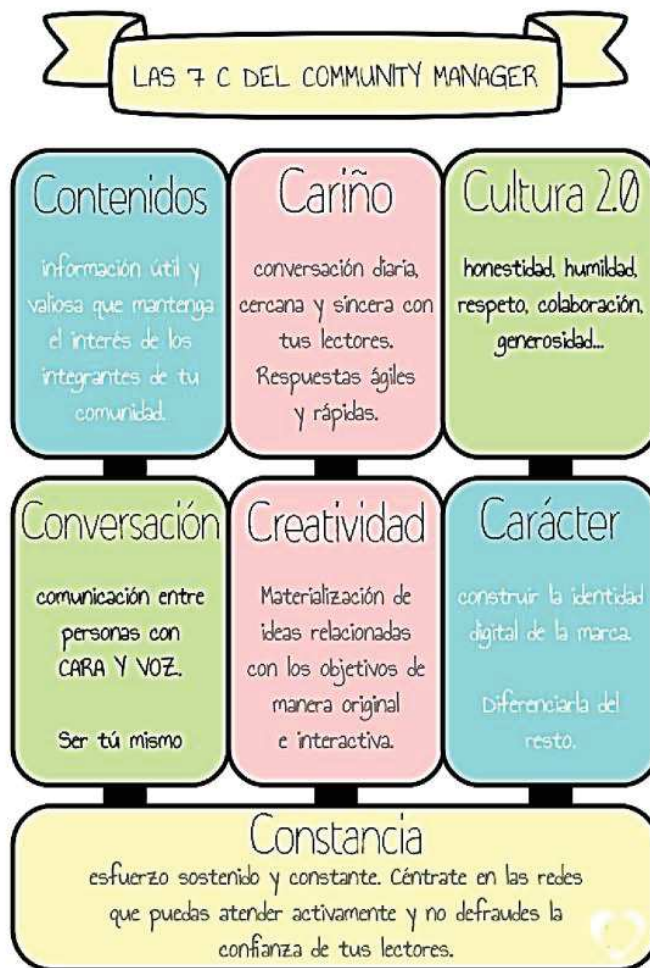 LAS 7 C DEL COMMUNITY MANAGER
Contenidos
información útil y
valiosa que mantenga
el interés de los
integrantes de tu
comunidad.
Cariño
conversación diaria,
cercana y sincera con
tus lectores.
Respuestas ágiles
y rápidas.
Cultura 2.0
honestidad, humildad,
respeto, colaboración,
generosidad...
Conversación
comunicación entre
personas con
CARA Y VOZ.
Ser tú mismo
Creatividad
Materialización de
ideas relacionadas
con los objetivos de
manera original
e interactiva.
Carácter
construir la identidad
digital de la marca.
Diferenciarla del
resto.
Constancia
esfuerzo sostenido y constante. Céntrate en las redes
que puedas atender activamente y no defraudes la
confianza de tus lectores.